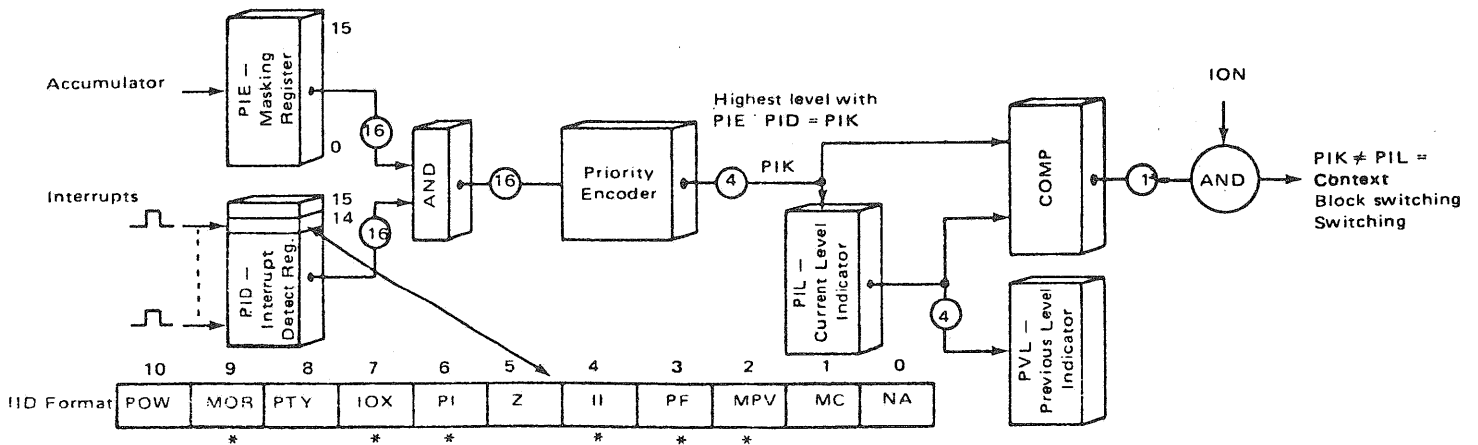 15
PIE –
Masking
Register
0
Accumulator
16
Interrupts
15
14
PID –
Interrupt
Datect Reg.
16
AND
16
Priority
Encoder
Highest level with
PIE · PID = PIK
4
PIK
PIL –
Current Level
Indicator
COMP
4
PVL –
Previous Level
Indicator
1
ION
AND
PIK ≠ PIL =
Context
Block switching
Switching
10 9 8 7 6 5 4 3 2 1 0
IID Format POW MOR PTY IOX PI Z II PF MPV MC NA
* * * * * *